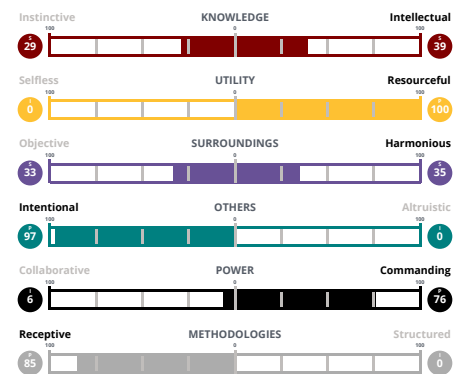 Instinctive KNOWLEDGE Intellectual
100 0 100
S 29 S 39
Selfless UTILITY Resourceful
100 0 100
I 0 P 100
Objective SURROUNDINGS Harmonious
100 0 100
S 33 S 35
Intentional OTHERS Altruistic
100 0 100
P 97 I 0
Collaborative POWER Commanding
100 0 100
I 6 P 76
Receptive METHODOLOGIES Structured
100 0 100
P 85 I 0